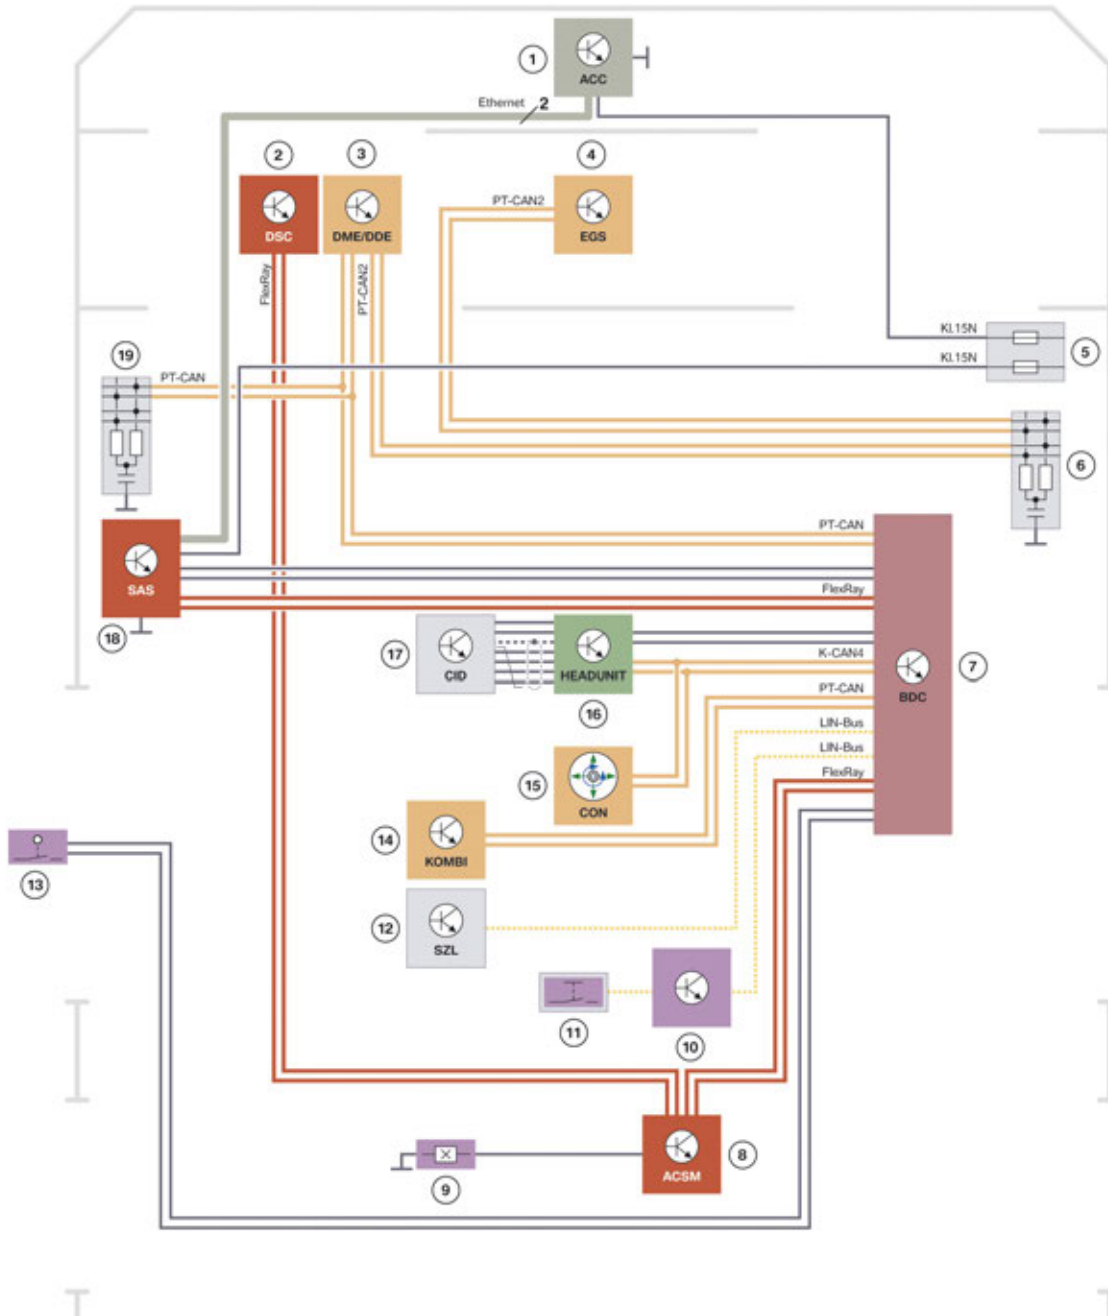 1
ACC
Ethernet 2
2
3
4
PT-CAN2
DSC
DME/DDE
EGS
FlexRay
PT-CAN2
Kl.15N
Kl.15N
5
19
PT-CAN
6
PT-CAN
SAS
FlexRay
18
17
CID
HEADUNIT
K-CAN4
7
BDC
PT-CAN
16
LIN-Bus
LIN-Bus
FlexRay
15
CON
14
KOMBI
13
12
SZL
11
10
8
ACSM
9